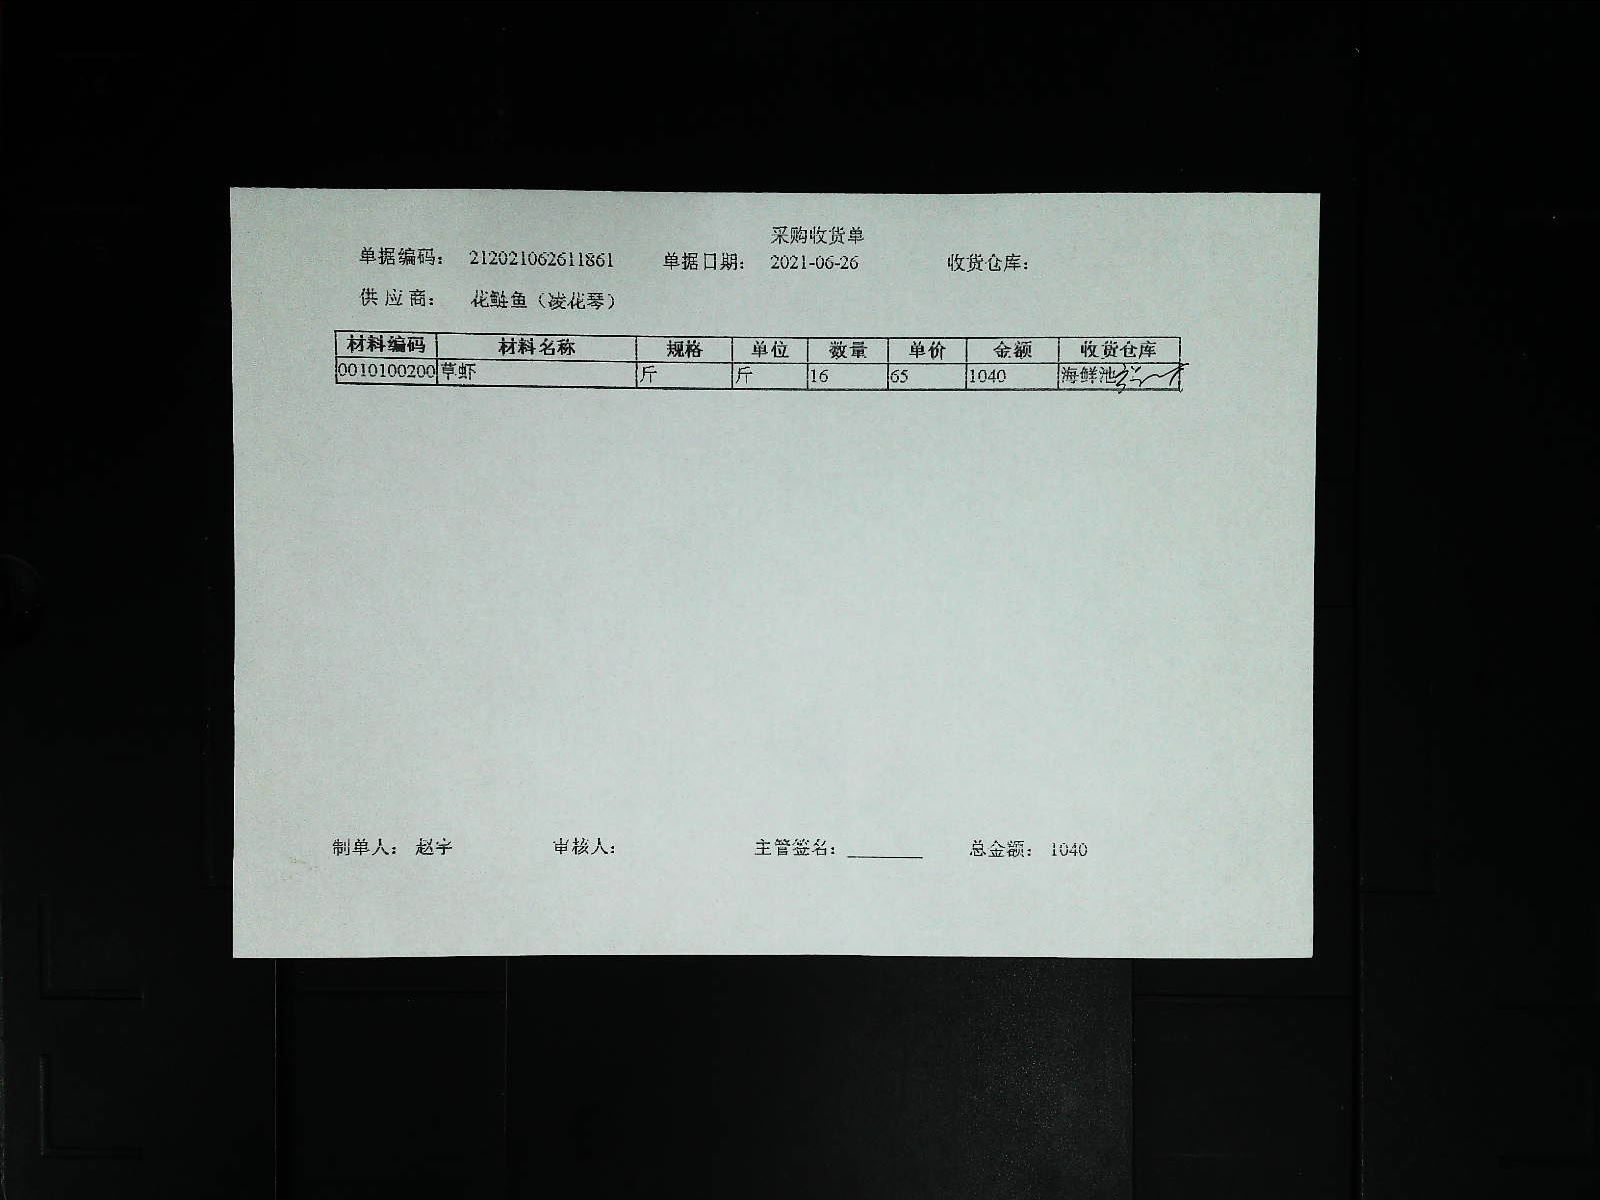 采购收货单
单据编码： 212021062611861 单据日期： 2021-06-26 收货仓库：
供应商： 花鲢鱼（凌花琴）
材料编码 材料名称 规格 单位 数量 单价 金额 收货仓库
0010100200 草虾 斤 斤 16 65 1040 海鲜池
制单人： 赵宇 审核人： 主管签名： 总金额： 1040